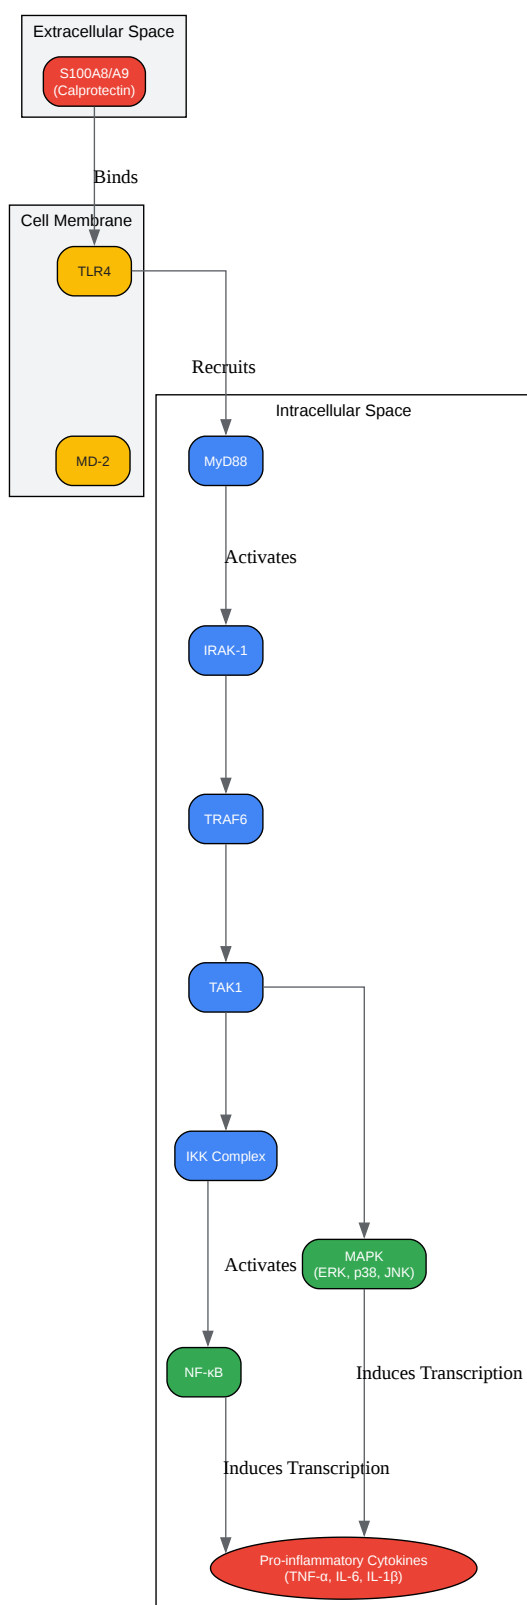 Extracellular Space
S100A8/A9
(Calprotectin)
Binds
Cell Membrane
TLR4
Recruits
Intracellular Space
MD-2
MyD88
Activates
IRAK-1
TRAF6
TAK1
IKK Complex
MAPK
(ERK, p38, JNK)
Activates
NF-κB
Induces Transcription
Induces Transcription
Pro-inflammatory Cytokines
(TNF-α, IL-6, IL-1β)